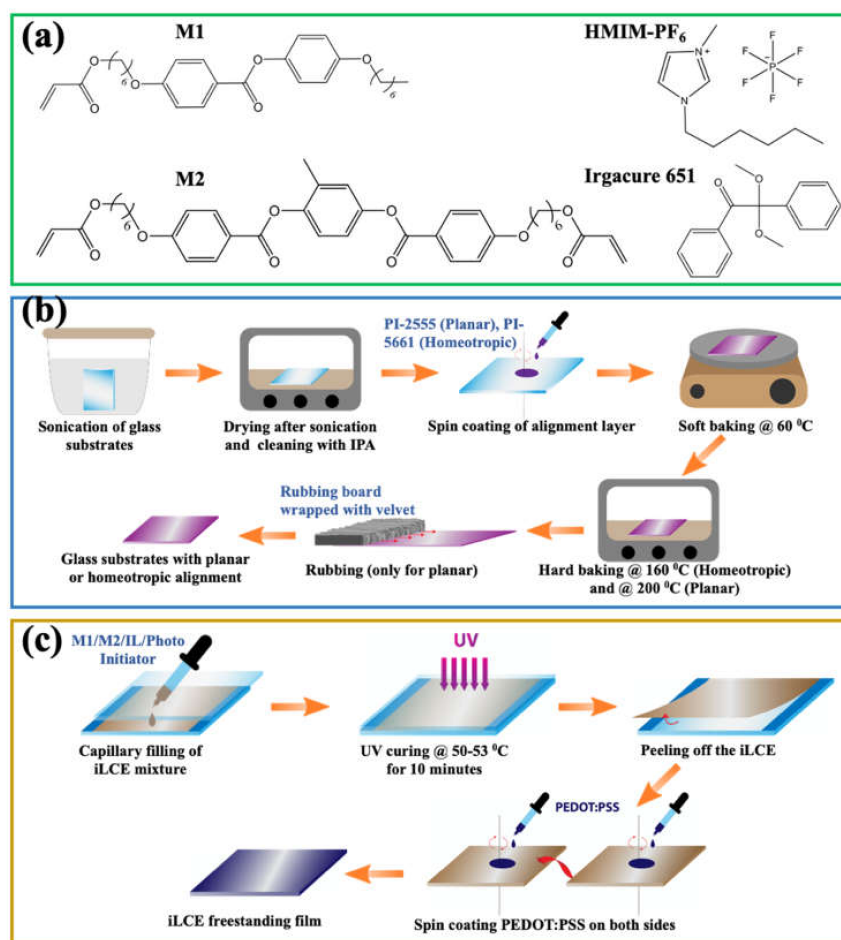 (a)
M1
HMIM-PF6
M2
Irgacure 651
O
O
6
O
O
O
O
6
N+
N
F
F
F
P-
F
F
F
O
O
6
O
O
O
O
O
O
6
O
O
O
O
O
(b)
PI-2555 (Planar), PI-
5661 (Homeotropic)
Sonication of glass
substrates
Drying after sonication
and cleaning with IPA
Spin coating of alignment layer
Soft baking @ 60 ⁰C
Rubbing board
wrapped with velvet
Glass substrates with planar
or homeotropic alignment
Rubbing (only for planar)
Hard baking @ 160 ⁰C (Homeotropic)
and @ 200 ⁰C (Planar)
(c)
M1/M2/IL/Photo
Initiator
UV
Capillary filling of
iLCE mixture
UV curing @ 50-53 ⁰C
for 10 minutes
Peeling off the iLCE
PEDOT:PSS
iLCE freestanding film
Spin coating PEDOT:PSS on both sides